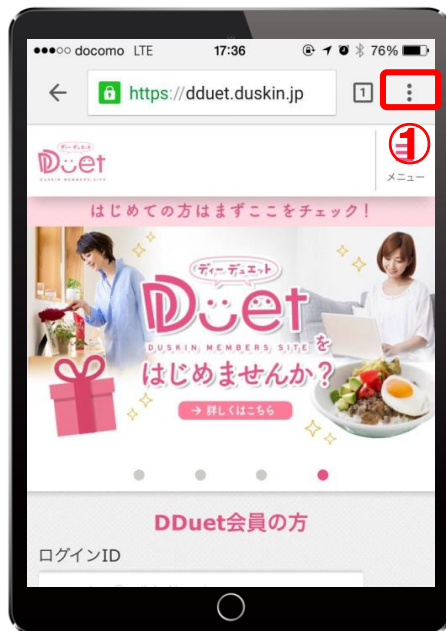 ●●●○○ docomo LTE 17:36 76%
https://dduet.duskin.jp 1
ディーデュエット
DDuet
DUSKIN MEMBERS SITE
①
メニュー
はじめての方はまずここをチェック!
ディーデュエット
DDuet
DUSKIN MEMBERS SITE を
はじめませんか?
→ 詳しくはこちら
DDuet会員の方
ログインID